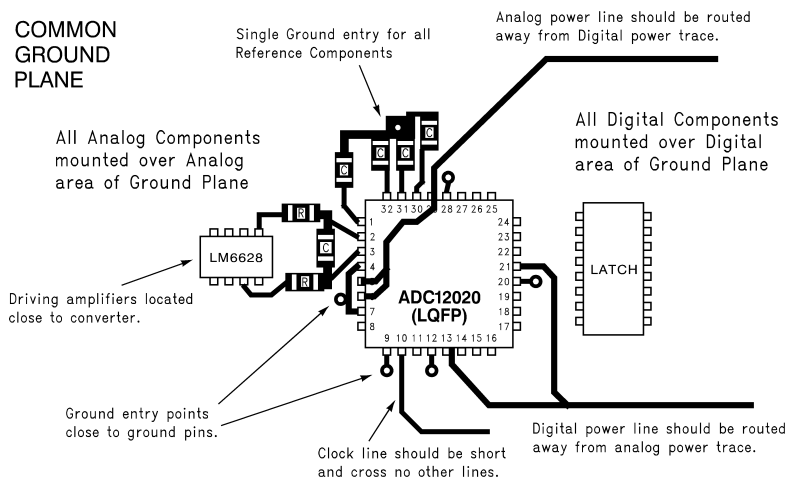 COMMON
GROUND
PLANE
Single Ground entry for all
Reference Components
Analog power line should be routed
away from Digital power trace.
All Analog Components
mounted over Analog
area of Ground Plane
All Digital Components
mounted over Digital
area of Ground Plane
C
C
C
C
32 31 30 28 27 26 25
1
2
3
4
7
8
24
23
22
21
20
19
18
17
R
C
R
LM6628
LATCH
ADC12020
(LQFP)
9 10 11 12 13 14 15 16
Driving amplifiers located
close to converter.
Ground entry points
close to ground pins.
Clock line should be short
and cross no other lines.
Digital power line should be routed
away from analog power trace.